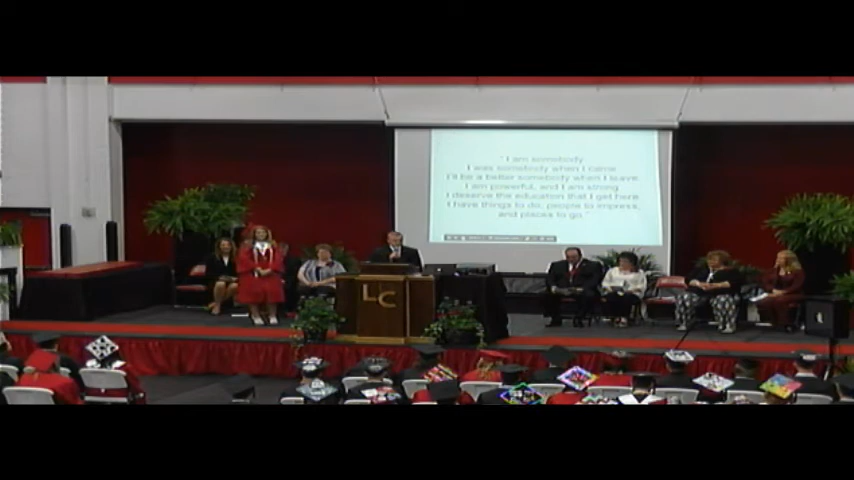 " I am somebody
I was somebody when I came
I'll be a better somebody when I leave
I am powerful, and I am strong
I deserve the education that I get here
I have things to do, people to impress,
and places to go. "
LC